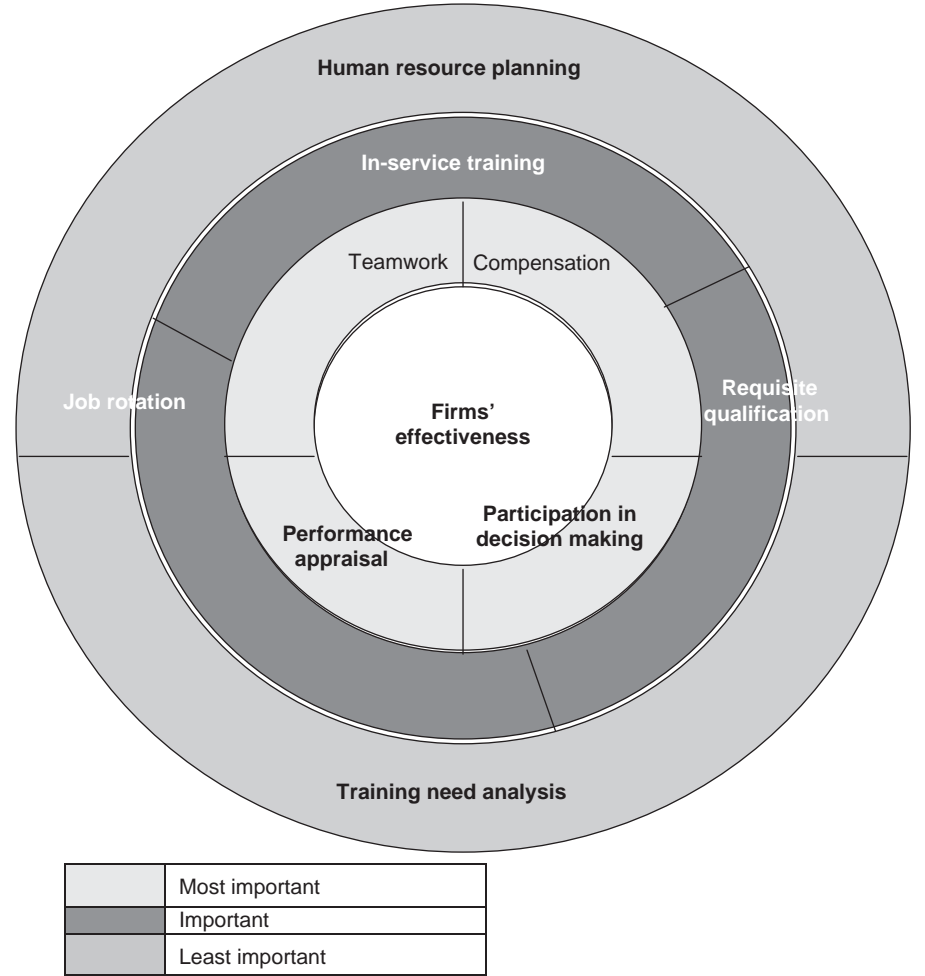 Human resource planning
In-service training
Teamwork
Compensation
Job rotation
Firms’
effectiveness
Requisite
qualification
Performance
appraisal
Participation in
decision making
Training need analysis
Most important
Important
Least important